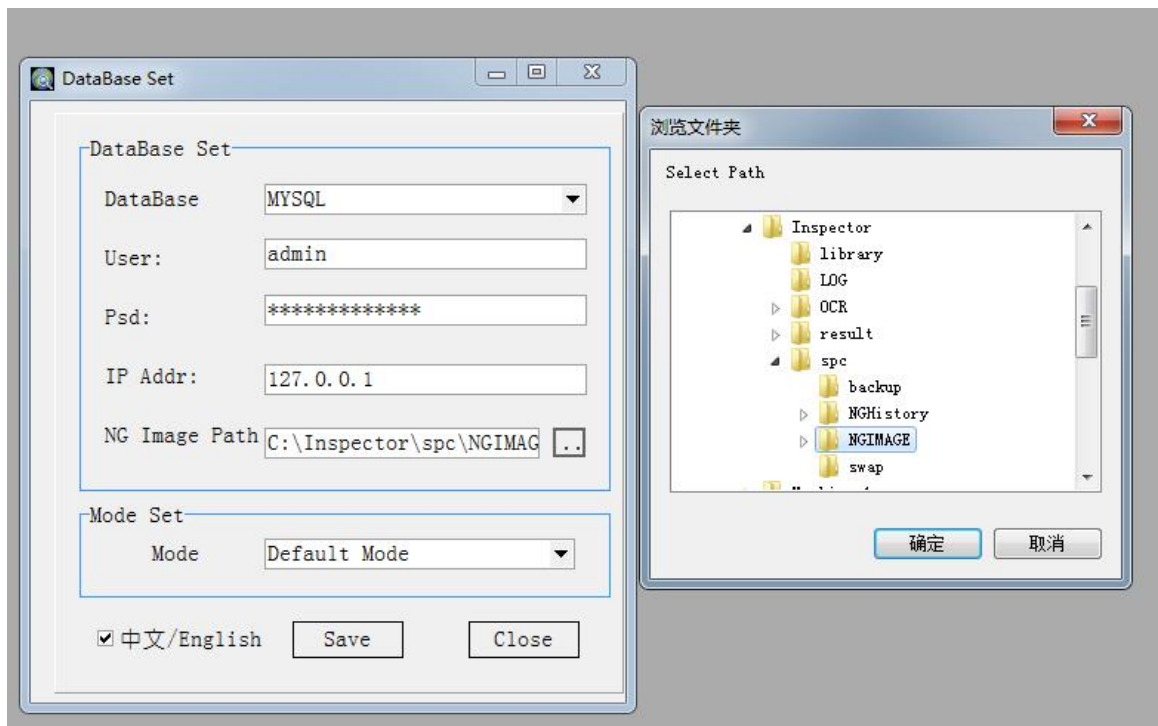 DataBase Set
DataBase Set
DataBase MYSQL
User: admin
Psd: *************
IP Addr: 127.0.0.1
NG Image Path C:\Inspector\spc\NGIMAG ..
Mode Set
Mode Default Mode
中文/English Save Close
浏览文件夹
Select Path
Inspector
library
LOG
OCR
result
spc
backup
NGHistory
NGIMAGE
swap
确定 取消